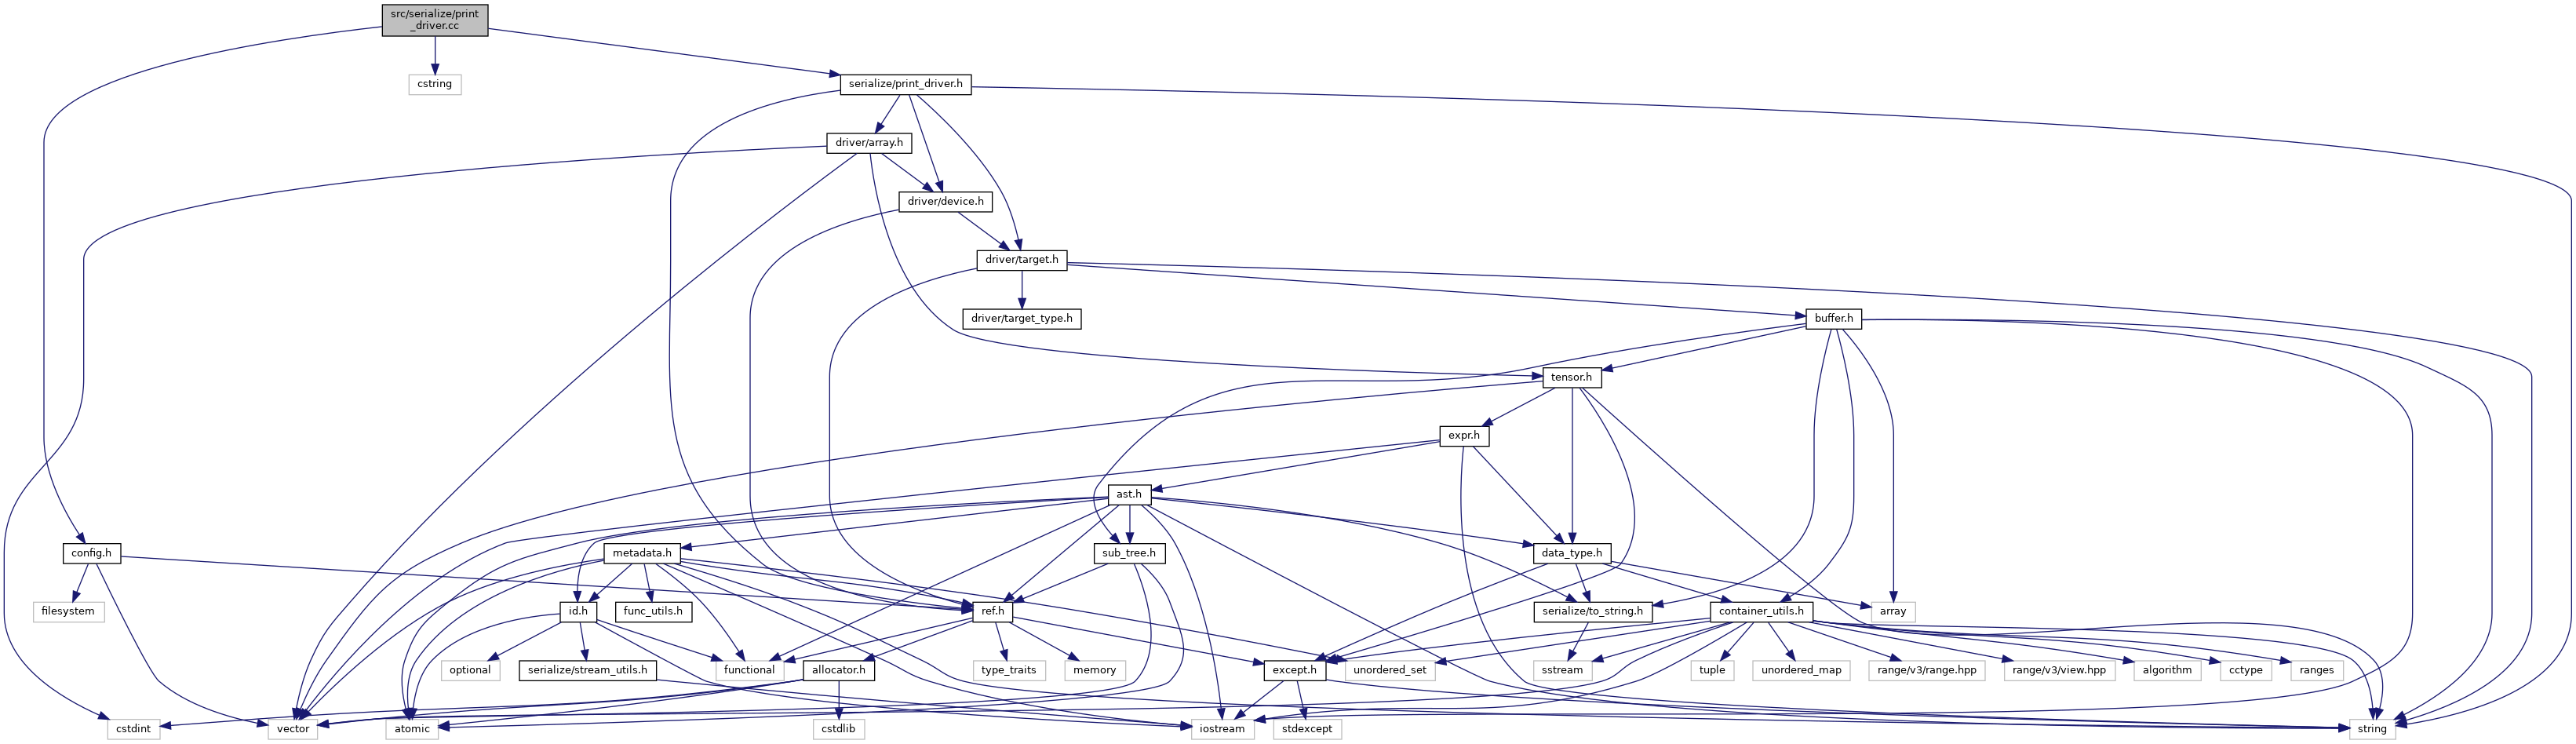 src/serialize/print
_driver.cc
cstring
serialize/print_driver.h
driver/array.h
driver/device.h
driver/target.h
driver/target_type.h
buffer.h
tensor.h
expr.h
ast.h
config.h
metadata.h
sub_tree.h
data_type.h
filesystem
id.h
func_utils.h
ref.h
serialize/to_string.h
container_utils.h
array
optional
serialize/stream_utils.h
functional
allocator.h
type_traits
memory
except.h
unordered_set
sstream
tuple
unordered_map
range/v3/range.hpp
range/v3/view.hpp
algorithm
cctype
ranges
cstdint
vector
atomic
cstdlib
iostream
stdexcept
string